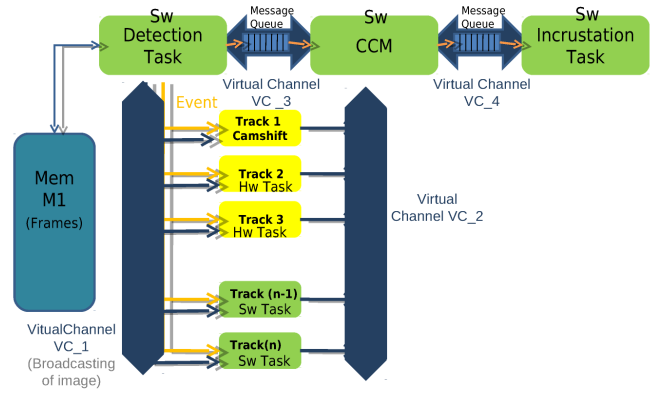 Sw
Detection
Task
Message
Queue
Sw
CCM
Message
Queue
Sw
Incrustation
Task
Virtual Channel
VC _3
Virtual Channel
VC_4
Event
Mem
M1
(Frames)
Track 1
Camshift
Track 2
Hw Task
Track 3
Hw Task
Virtual
Channel VC_2
Track (n-1)
Sw Task
Track(n)
Sw Task
VitualChannel
VC_1
(Broadcasting
of image)